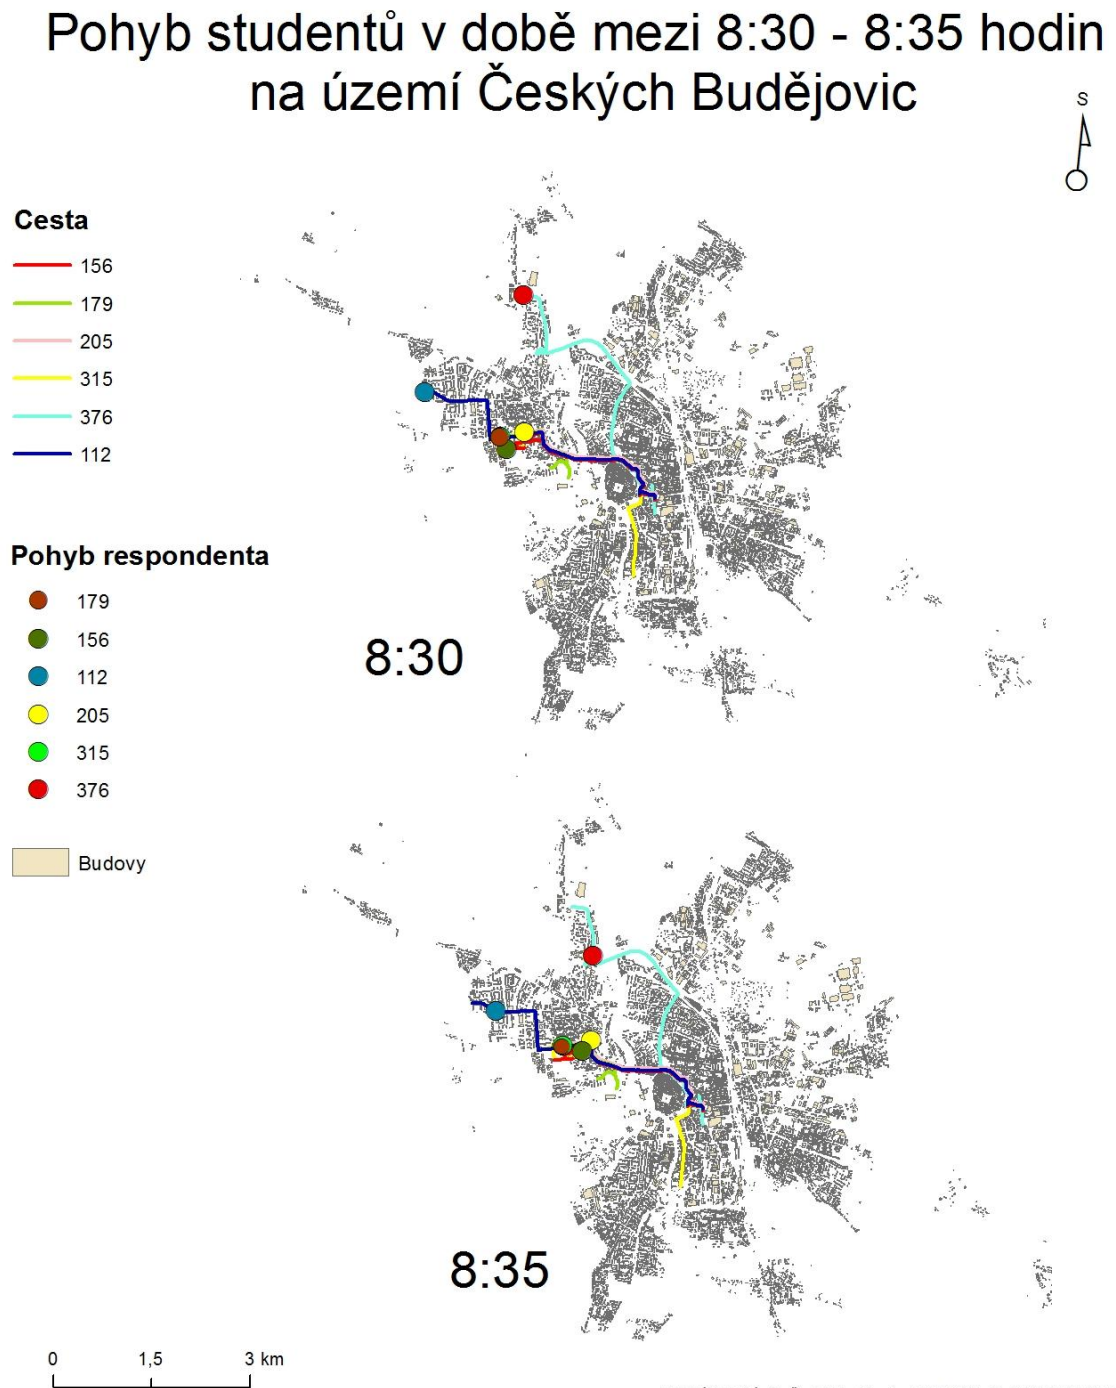 Pohyb studentů v době mezi 8:30 - 8:35 hodin
na území Českých Budějovic
S
Cesta
156
179
205
315
376
112
Pohyb respondenta
179
156
112
205
315
376
Budovy
8:30
8:35
0 1,5 3 km